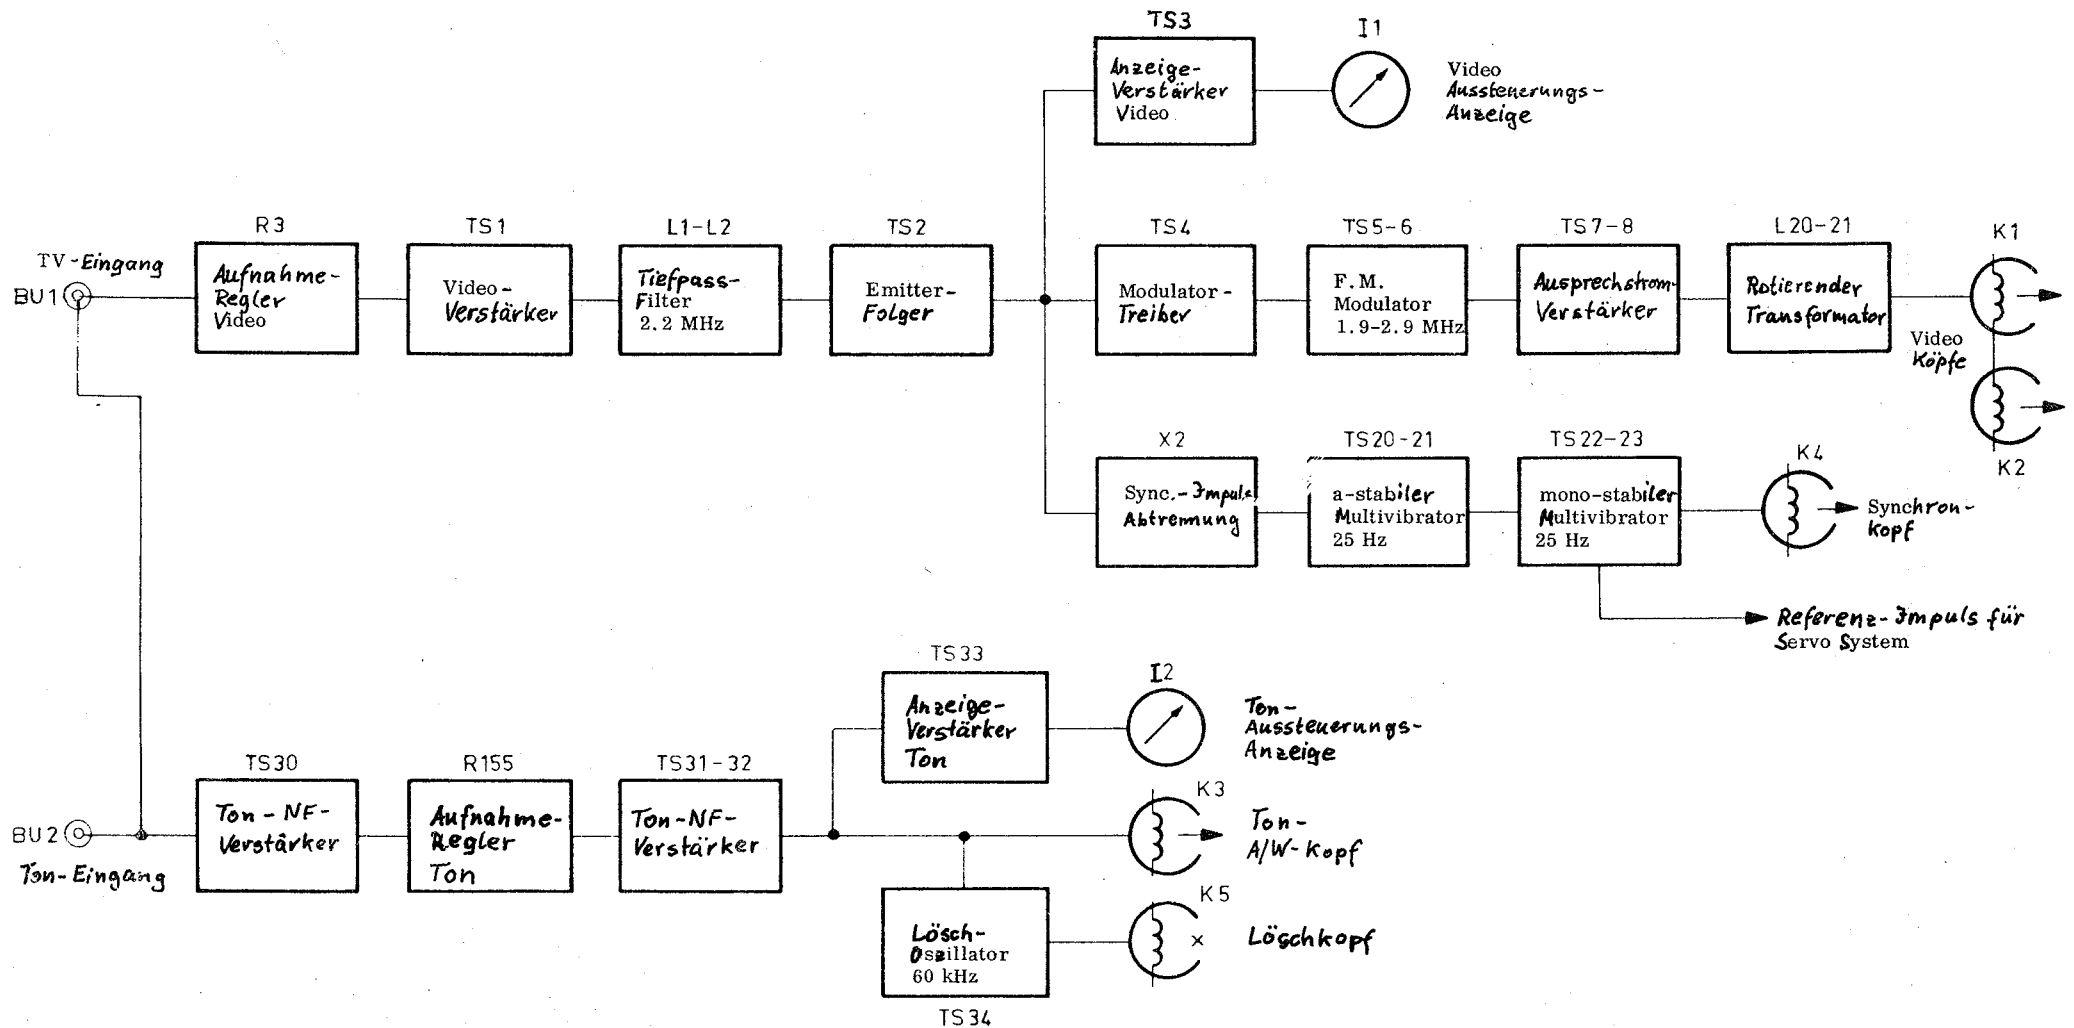 TS3
Anzeige-
Verstärker
Video
I1
Video
Aussteuerungs-
Anzeige
TV-Eingang
BU1
R3
Aufnahme-
Regler
Video
TS1
Video-
Verstärker
L1-L2
Tiefpass-
Filter
2.2 MHz
TS2
Emitter-
Folger
TS4
Modulator-
Treiber
TS5-6
F.M.
Modulator
1.9-2.9 MHz
TS7-8
Ausprechstrom-
Verstärker
L20-21
Rotierender
Transformator
K1
Video
Köpfe
K2
X2
Sync.-Impuls
Abtrennung
TS20-21
a-stabiler
Multivibrator
25 Hz
TS22-23
mono-stabiler
Multivibrator
25 Hz
K4
Synchron-
kopf
Referenz-Impuls für
Servo System
BU2
Ton-Eingang
TS30
Ton-NF-
Verstärker
R155
Aufnahme-
Regler
Ton
TS31-32
Ton-NF-
Verstärker
TS33
Anzeige-
Verstärker
Ton
I2
Ton-
Aussteuerungs-
Anzeige
K3
Ton-
A/W-Kopf
Lösch-
Oszillator
60 kHz
TS34
K5
Löschkopf